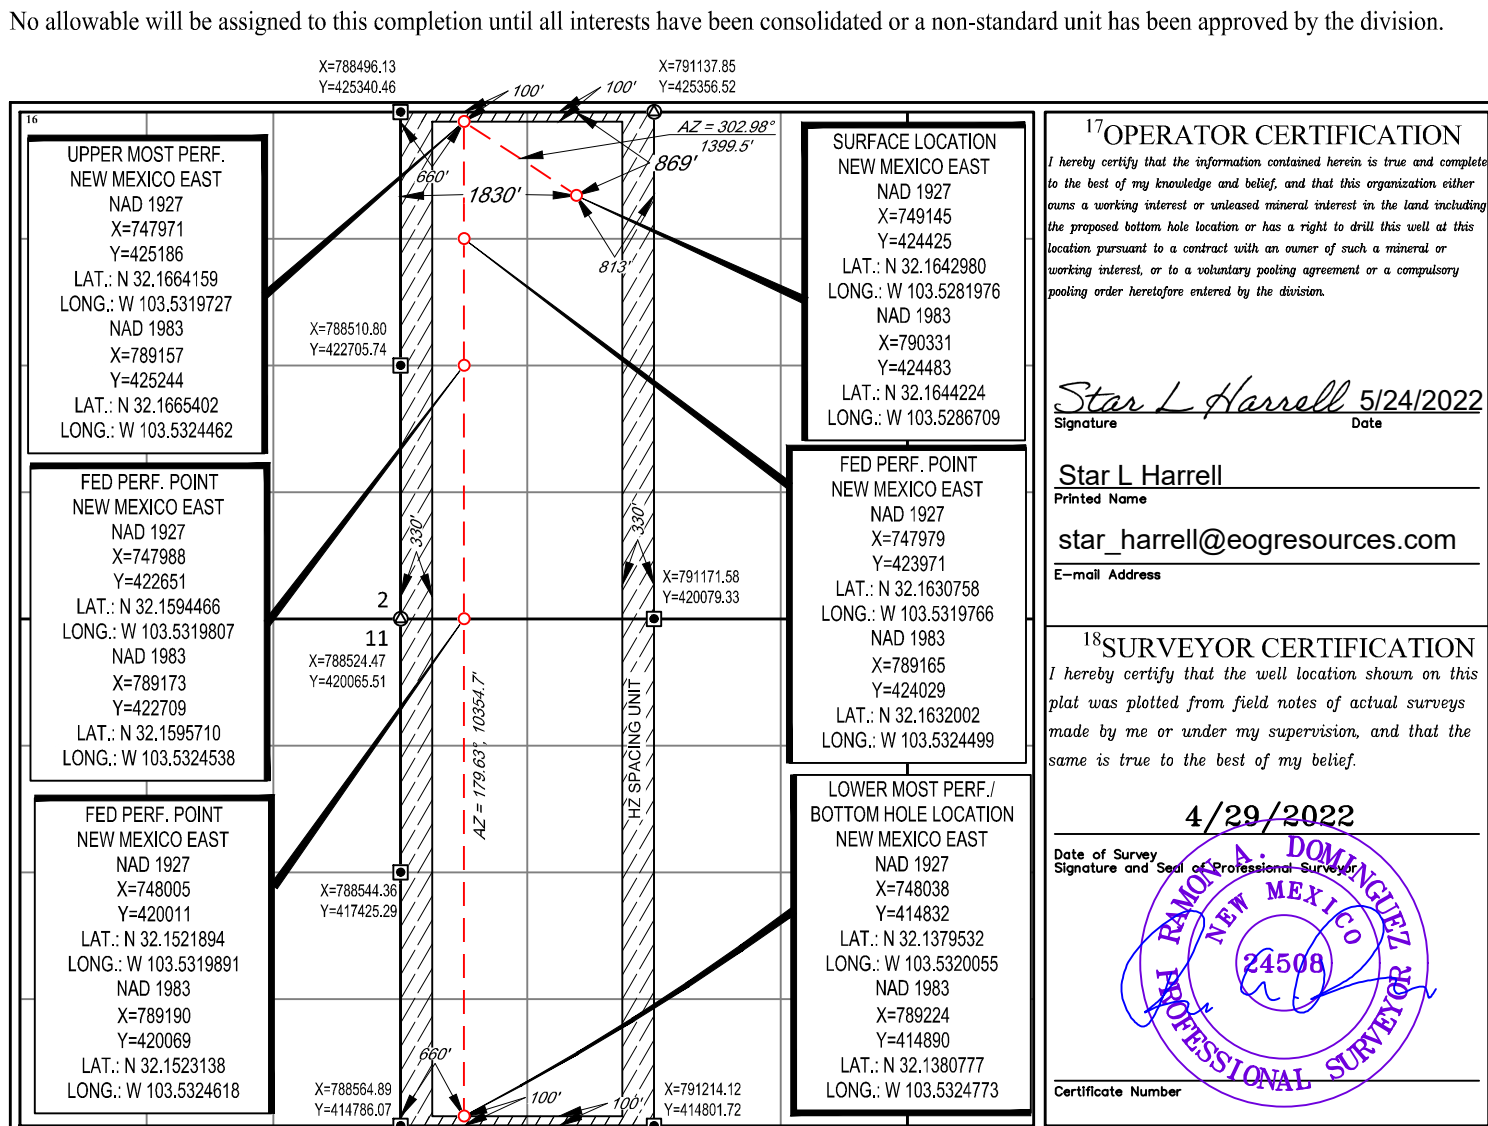 No allowable will be assigned to this completion until all interests have been consolidated or a non-standard unit has been approved by the division.
X=788496.13
Y=425340.46
X=791137.85
Y=425356.52
100'
100'
16
AZ = 302.98°
1399.5'
869'
660'
1830'
813'
UPPER MOST PERF.
NEW MEXICO EAST
NAD 1927
X=747971
Y=425186
LAT.: N 32.1664159
LONG.: W 103.5319727
NAD 1983
X=789157
Y=425244
LAT.: N 32.1665402
LONG.: W 103.5324462
SURFACE LOCATION
NEW MEXICO EAST
NAD 1927
X=749145
Y=424425
LAT.: N 32.1642980
LONG.: W 103.5281976
NAD 1983
X=790331
Y=424483
LAT.: N 32.1644224
LONG.: W 103.5286709
X=788510.80
Y=422705.74
FED PERF. POINT
NEW MEXICO EAST
NAD 1927
X=747988
Y=422651
LAT.: N 32.1594466
LONG.: W 103.5319807
NAD 1983
X=789173
Y=422709
LAT.: N 32.1595710
LONG.: W 103.5324538
FED PERF. POINT
NEW MEXICO EAST
NAD 1927
X=747979
Y=423971
LAT.: N 32.1630758
LONG.: W 103.5319766
NAD 1983
X=789165
Y=424029
LAT.: N 32.1632002
LONG.: W 103.5324499
330'
330'
X=791171.58
Y=420079.33
2
11
X=788524.47
Y=420065.51
AZ = 179.63°, 10354.7'
HZ SPACING UNIT
FED PERF. POINT
NEW MEXICO EAST
NAD 1927
X=748005
Y=420011
LAT.: N 32.1521894
LONG.: W 103.5319891
NAD 1983
X=789190
Y=420069
LAT.: N 32.1523138
LONG.: W 103.5324618
LOWER MOST PERF./
BOTTOM HOLE LOCATION
NEW MEXICO EAST
NAD 1927
X=748038
Y=414832
LAT.: N 32.1379532
LONG.: W 103.5320055
NAD 1983
X=789224
Y=414890
LAT.: N 32.1380777
LONG.: W 103.5324773
X=788544.36
Y=417425.29
660'
100'
100'
X=788564.89
Y=414786.07
X=791214.12
Y=414801.72
17 OPERATOR CERTIFICATION
I hereby certify that the information contained herein is true and complete
to the best of my knowledge and belief, and that this organization either
owns a working interest or unleased mineral interest in the land including
the proposed bottom hole location or has a right to drill this well at this
location pursuant to a contract with an owner of such a mineral or
working interest, or to a voluntary pooling agreement or a compulsory
pooling order heretofore entered by the division.
Star L Harrell 5/24/2022
Signature Date
Star L Harrell
Printed Name
star_harrell@eogresources.com
E-mail Address
18 SURVEYOR CERTIFICATION
I hereby certify that the well location shown on this
plat was plotted from field notes of actual surveys
made by me or under my supervision, and that the
same is true to the best of my belief.
4/29/2022
Date of Survey
Signature and Seal of Professional Surveyor
RAMON A. DOMINGUEZ
NEW MEXICO
24508
PROFESSIONAL SURVEYOR
Certificate Number